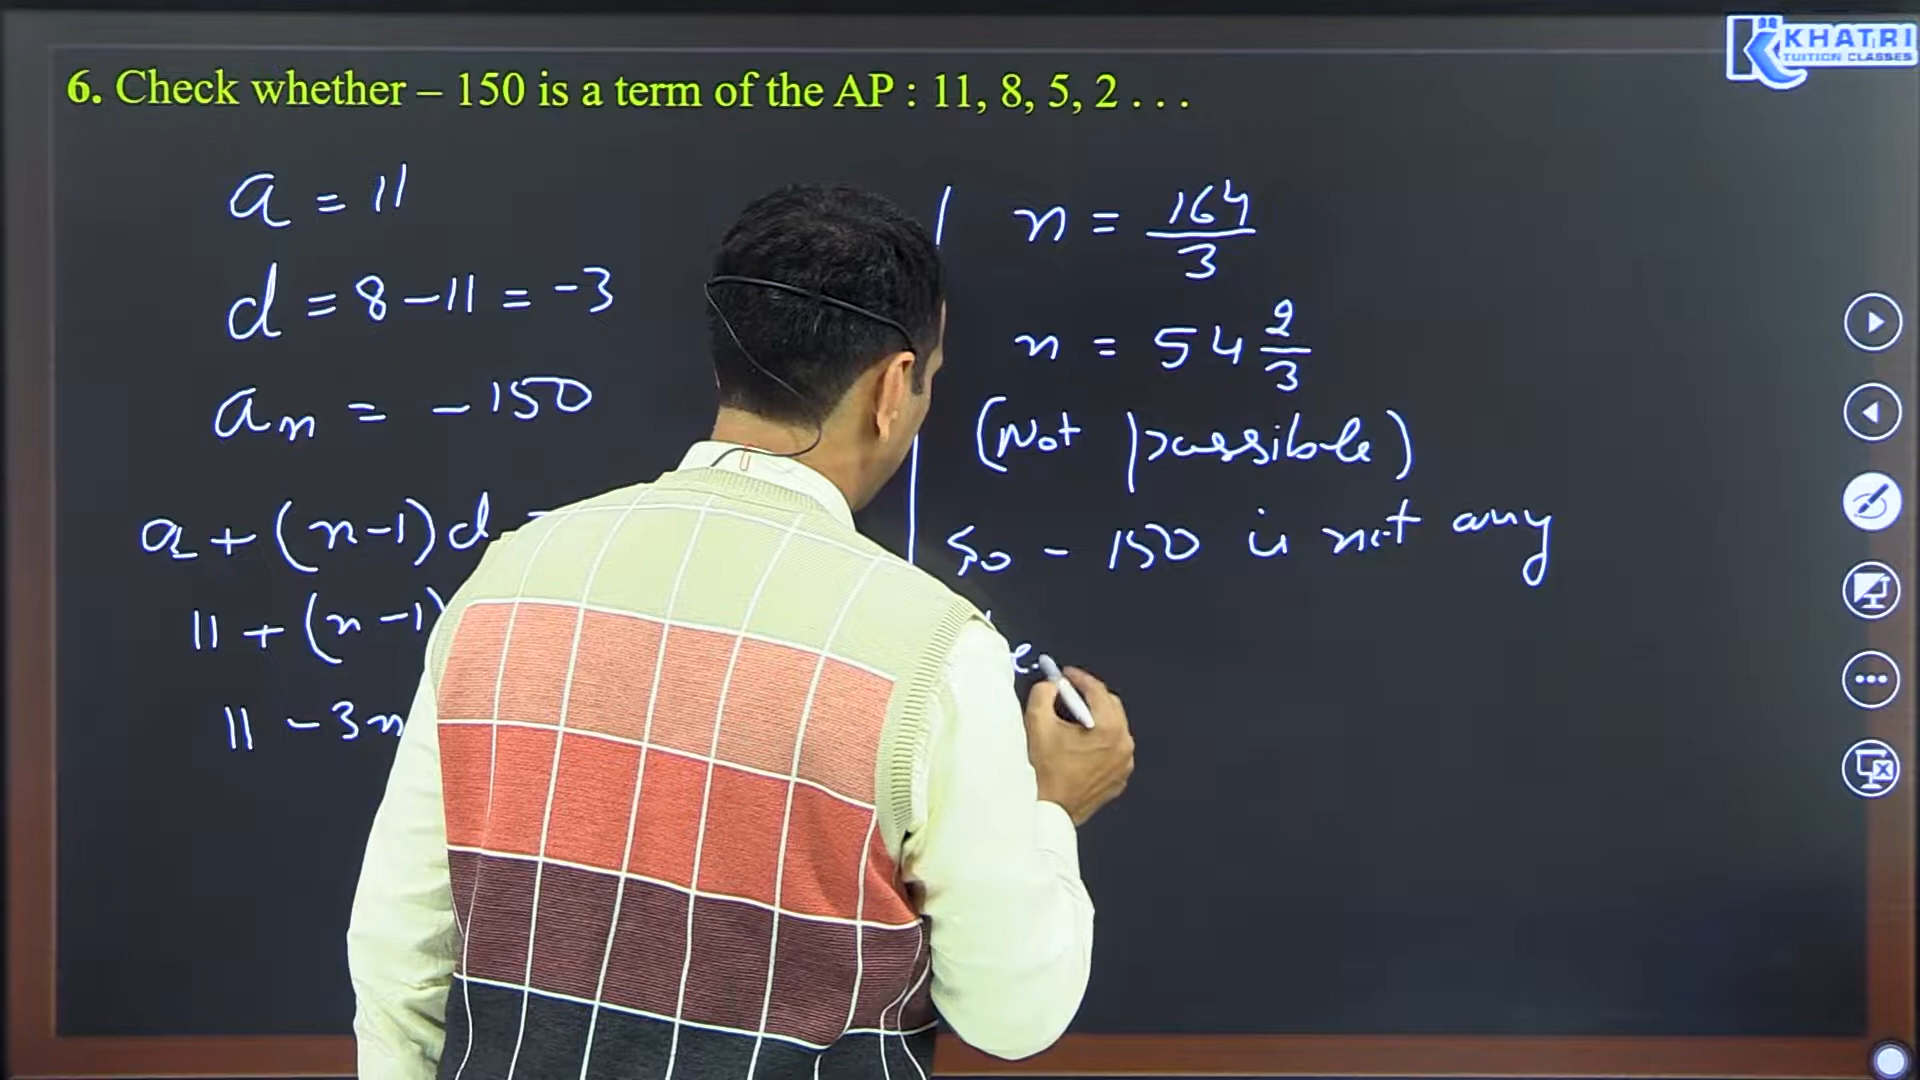 KHATRI
TUITION CLASSES
6. Check whether – 150 is a term of the AP : 11, 8, 5, 2 . . .
a = 11
d = 8 - 11 = -3
an = -150
a + (n-1)d
11 + (n-1)
11 - 3n
n = 164/3
n = 54 2/3
(Not possible)
So - 150 is not any